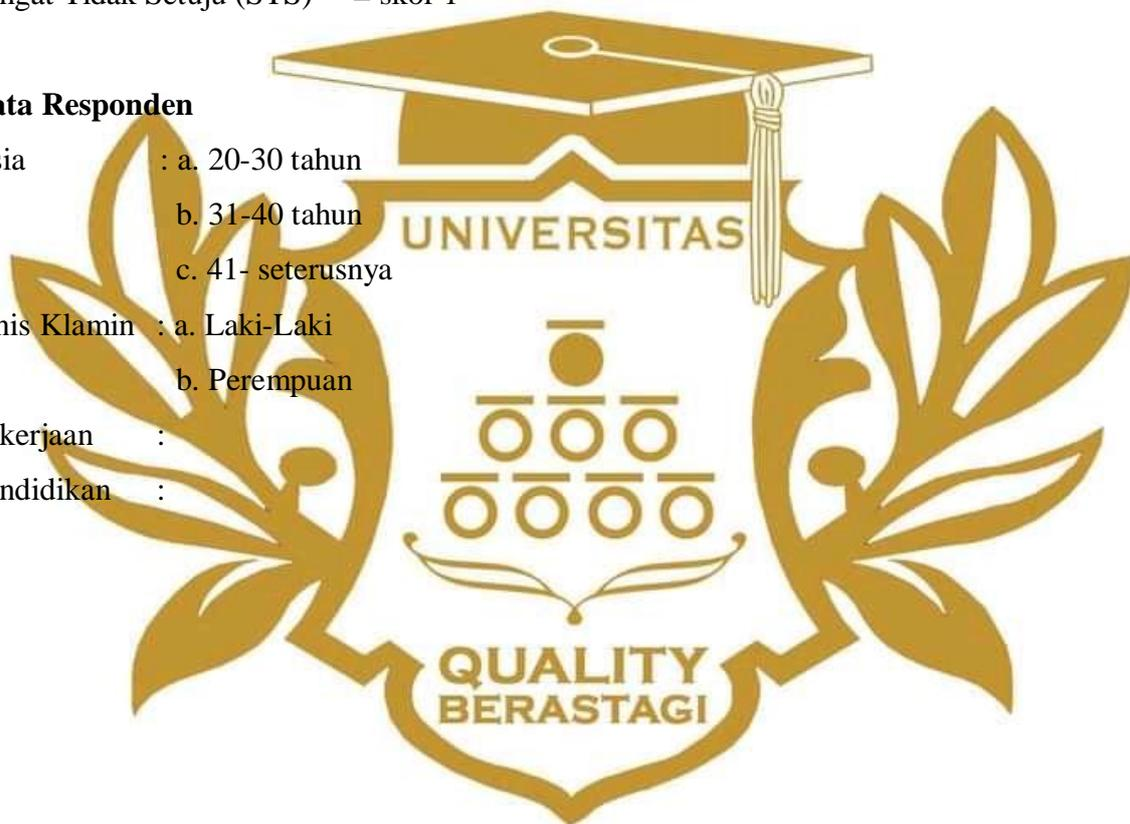 ngat Tidak Setuju (STS) = skor 1
ata Responden
sia : a. 20-30 tahun
b. 31-40 tahun
c. 41- seterusnya
nis Klamin : a. Laki-Laki
b. Perempuan
kerjaan :
ndidikan :
UNIVERSITAS
QUALITY
BERASTAGI